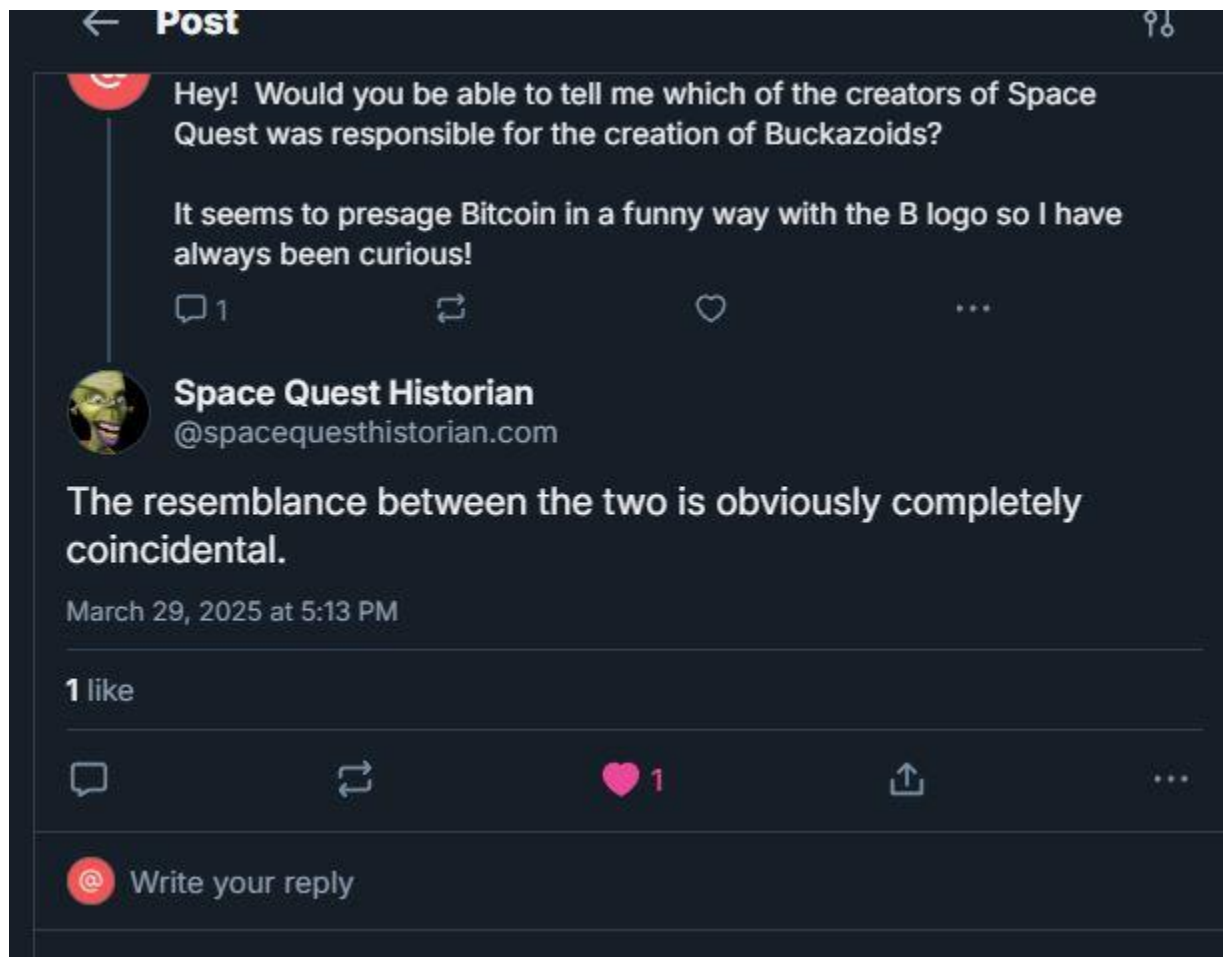 Post
Hey!  Would you be able to tell me which of the creators of Space
Quest was responsible for the creation of Buckazoids?
It seems to presage Bitcoin in a funny way with the B logo so I have
always been curious!
1
Space Quest Historian
@spacequesthistorian.com
The resemblance between the two is obviously completely
coincidental.
March 29, 2025 at 5:13 PM
1 like
1
@ Write your reply